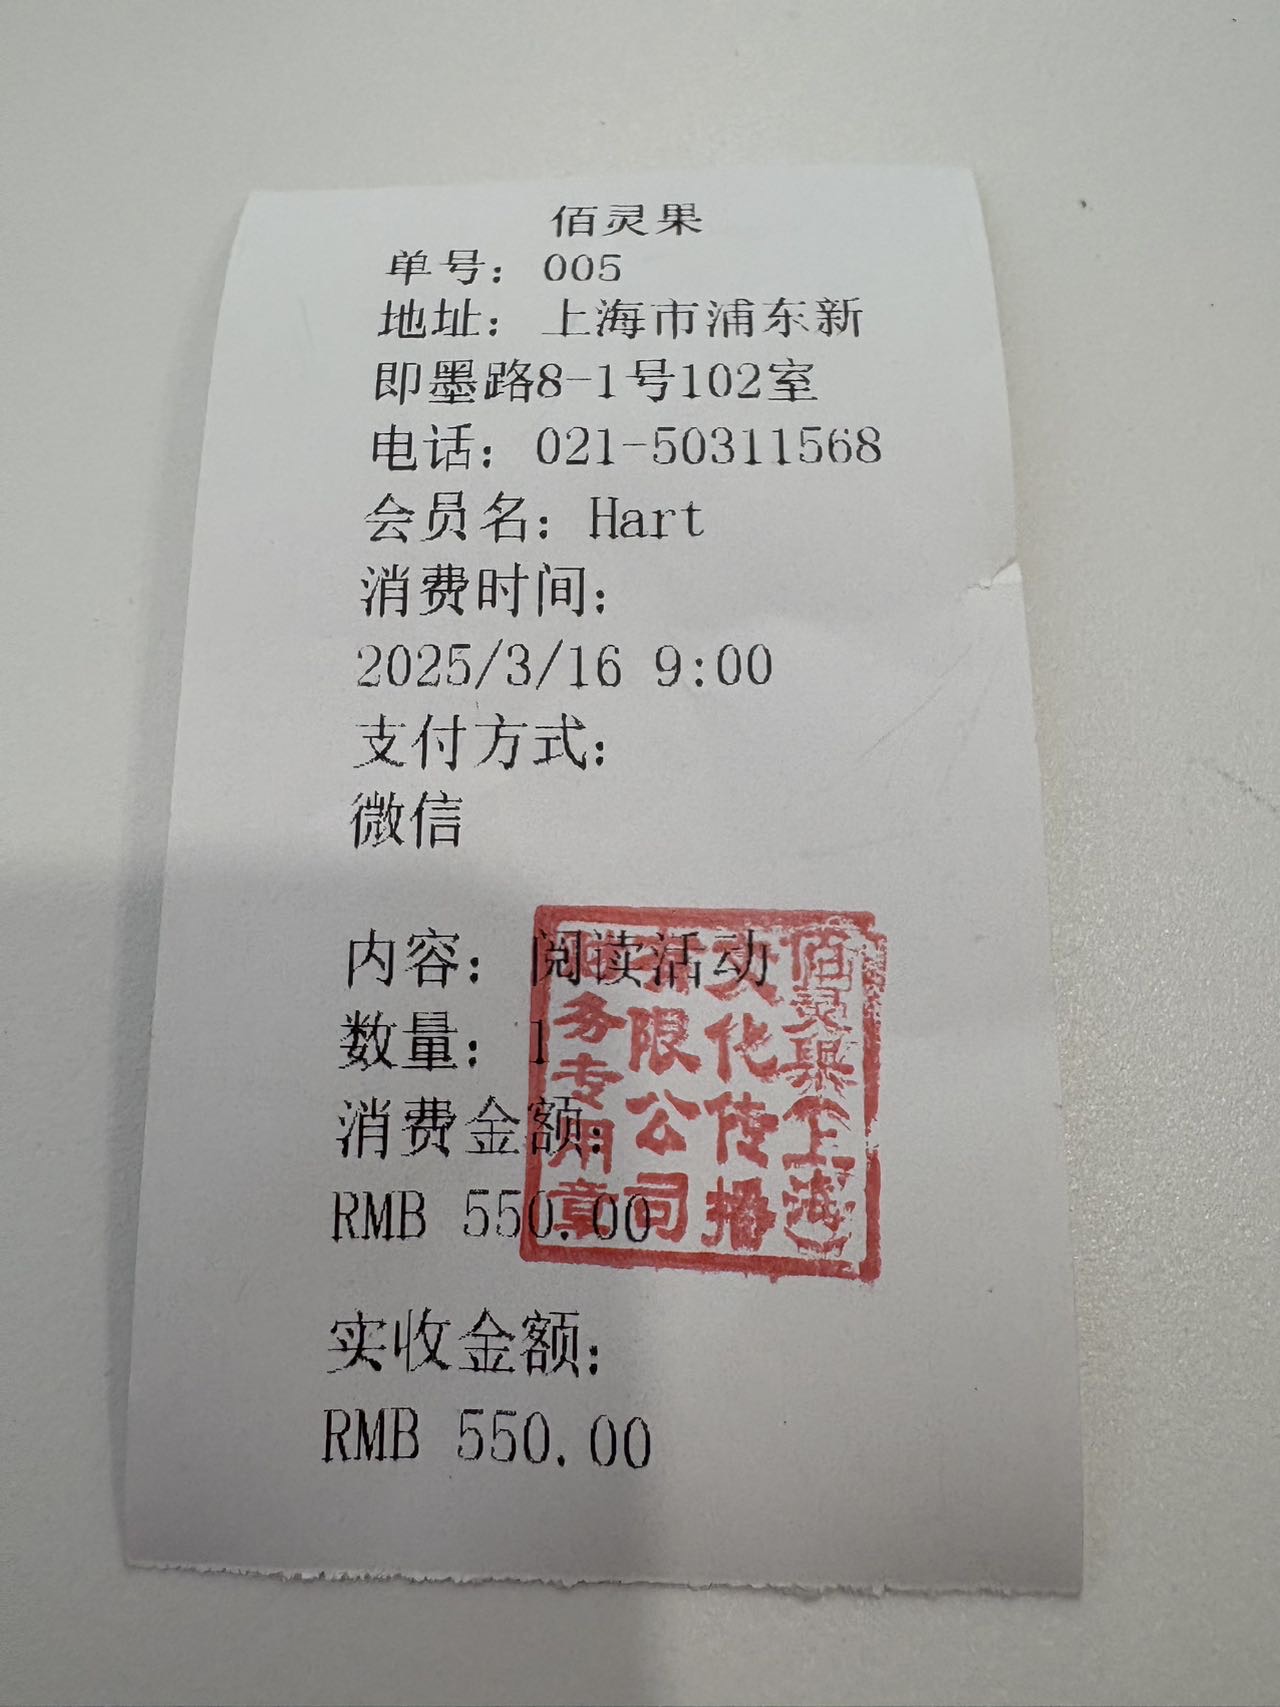 佰灵果
单号：005
地址：上海市浦东新
即墨路8-1号102室
电话：021-50311568
会员名：Hart
消费时间：
2025/3/16 9:00
支付方式：
微信
内容：阅读活动
数量：1
消费金额：
RMB 550.00
实收金额：
RMB 550.00
佰灵果（上海）
文化传播
有限公司
财务专用章